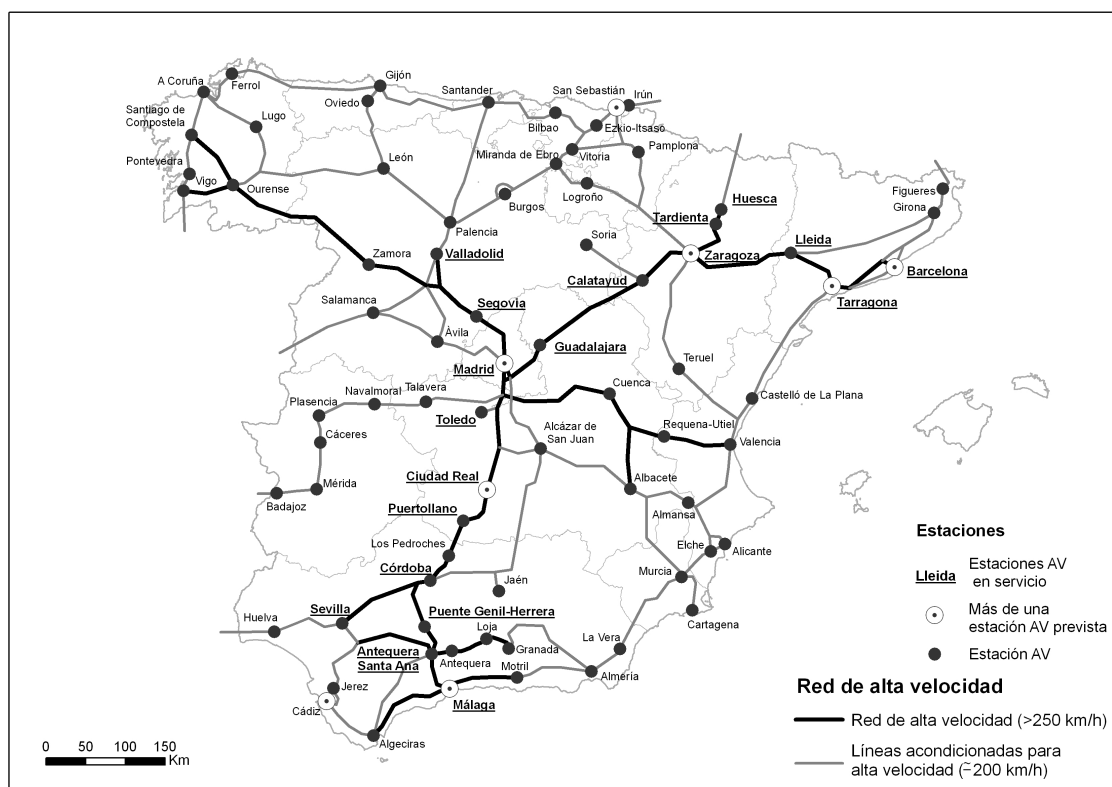 Ferrol
A Coruña
Gijón
Oviedo
Santander
San Sebastián
Irún
Bilbao
Ezkio-Itsaso
Santiago de
Compostela
Lugo
Pontevedra
Vigo
Ourense
León
Miranda de Ebro
Vitoria
Pamplona
Logroño
Burgos
Palencia
Huesca
Tardienta
Figueres
Girona
Soria
Zamora
Valladolid
Zaragoza
Lleida
Calatayud
Barcelona
Tarragona
Salamanca
Segovia
Ávila
Guadalajara
Madrid
Teruel
Cuenca
Castelló de La Plana
Talavera
Navalmoral
Plasencia
Toledo
Requena-Utiel
Valencia
Alcázar de
San Juan
Cáceres
Mérida
Badajoz
Ciudad Real
Albacete
Almansa
Puertollano
Los Pedroches
Elche
Alicante
Córdoba
Jaén
Murcia
Cartagena
Huelva
Sevilla
Puente Genil-Herrera
Loja
Granada
La Vera
Antequera
Santa Ana
Antequera
Motril
Almería
Jerez
Cádiz
Málaga
Algeciras
Estaciones
Lleida
Estaciones AV
en servicio
Más de una
estación AV prevista
Estación AV
Red de alta velocidad
Red de alta velocidad (>250 km/h)
Líneas acondicionadas para
alta velocidad (≃200 km/h)
0 50 100 150
Km